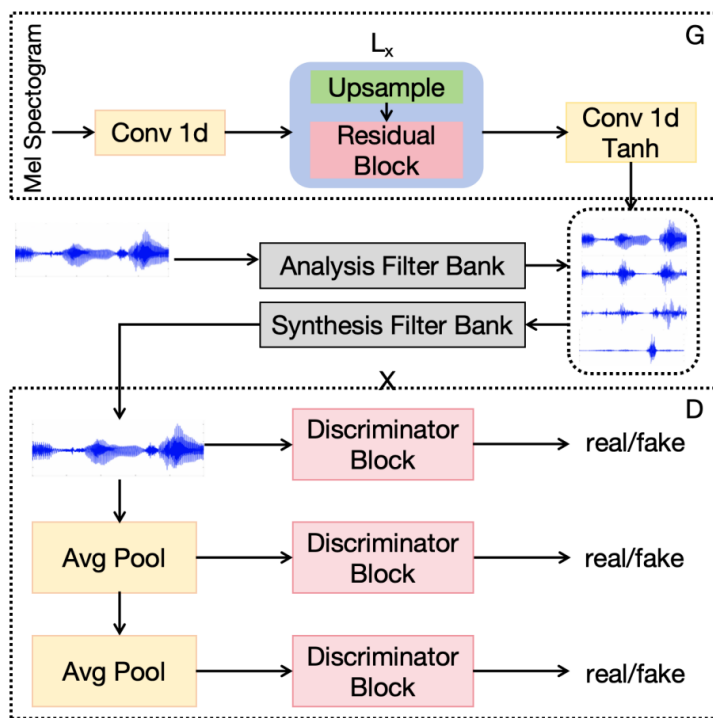 G
Lx
Mel Spectogram
Conv 1d
Upsample
Residual
Block
Conv 1d
Tanh
Analysis Filter Bank
Synthesis Filter Bank
X
D
Discriminator
Block
real/fake
Avg Pool
Discriminator
Block
real/fake
Avg Pool
Discriminator
Block
real/fake